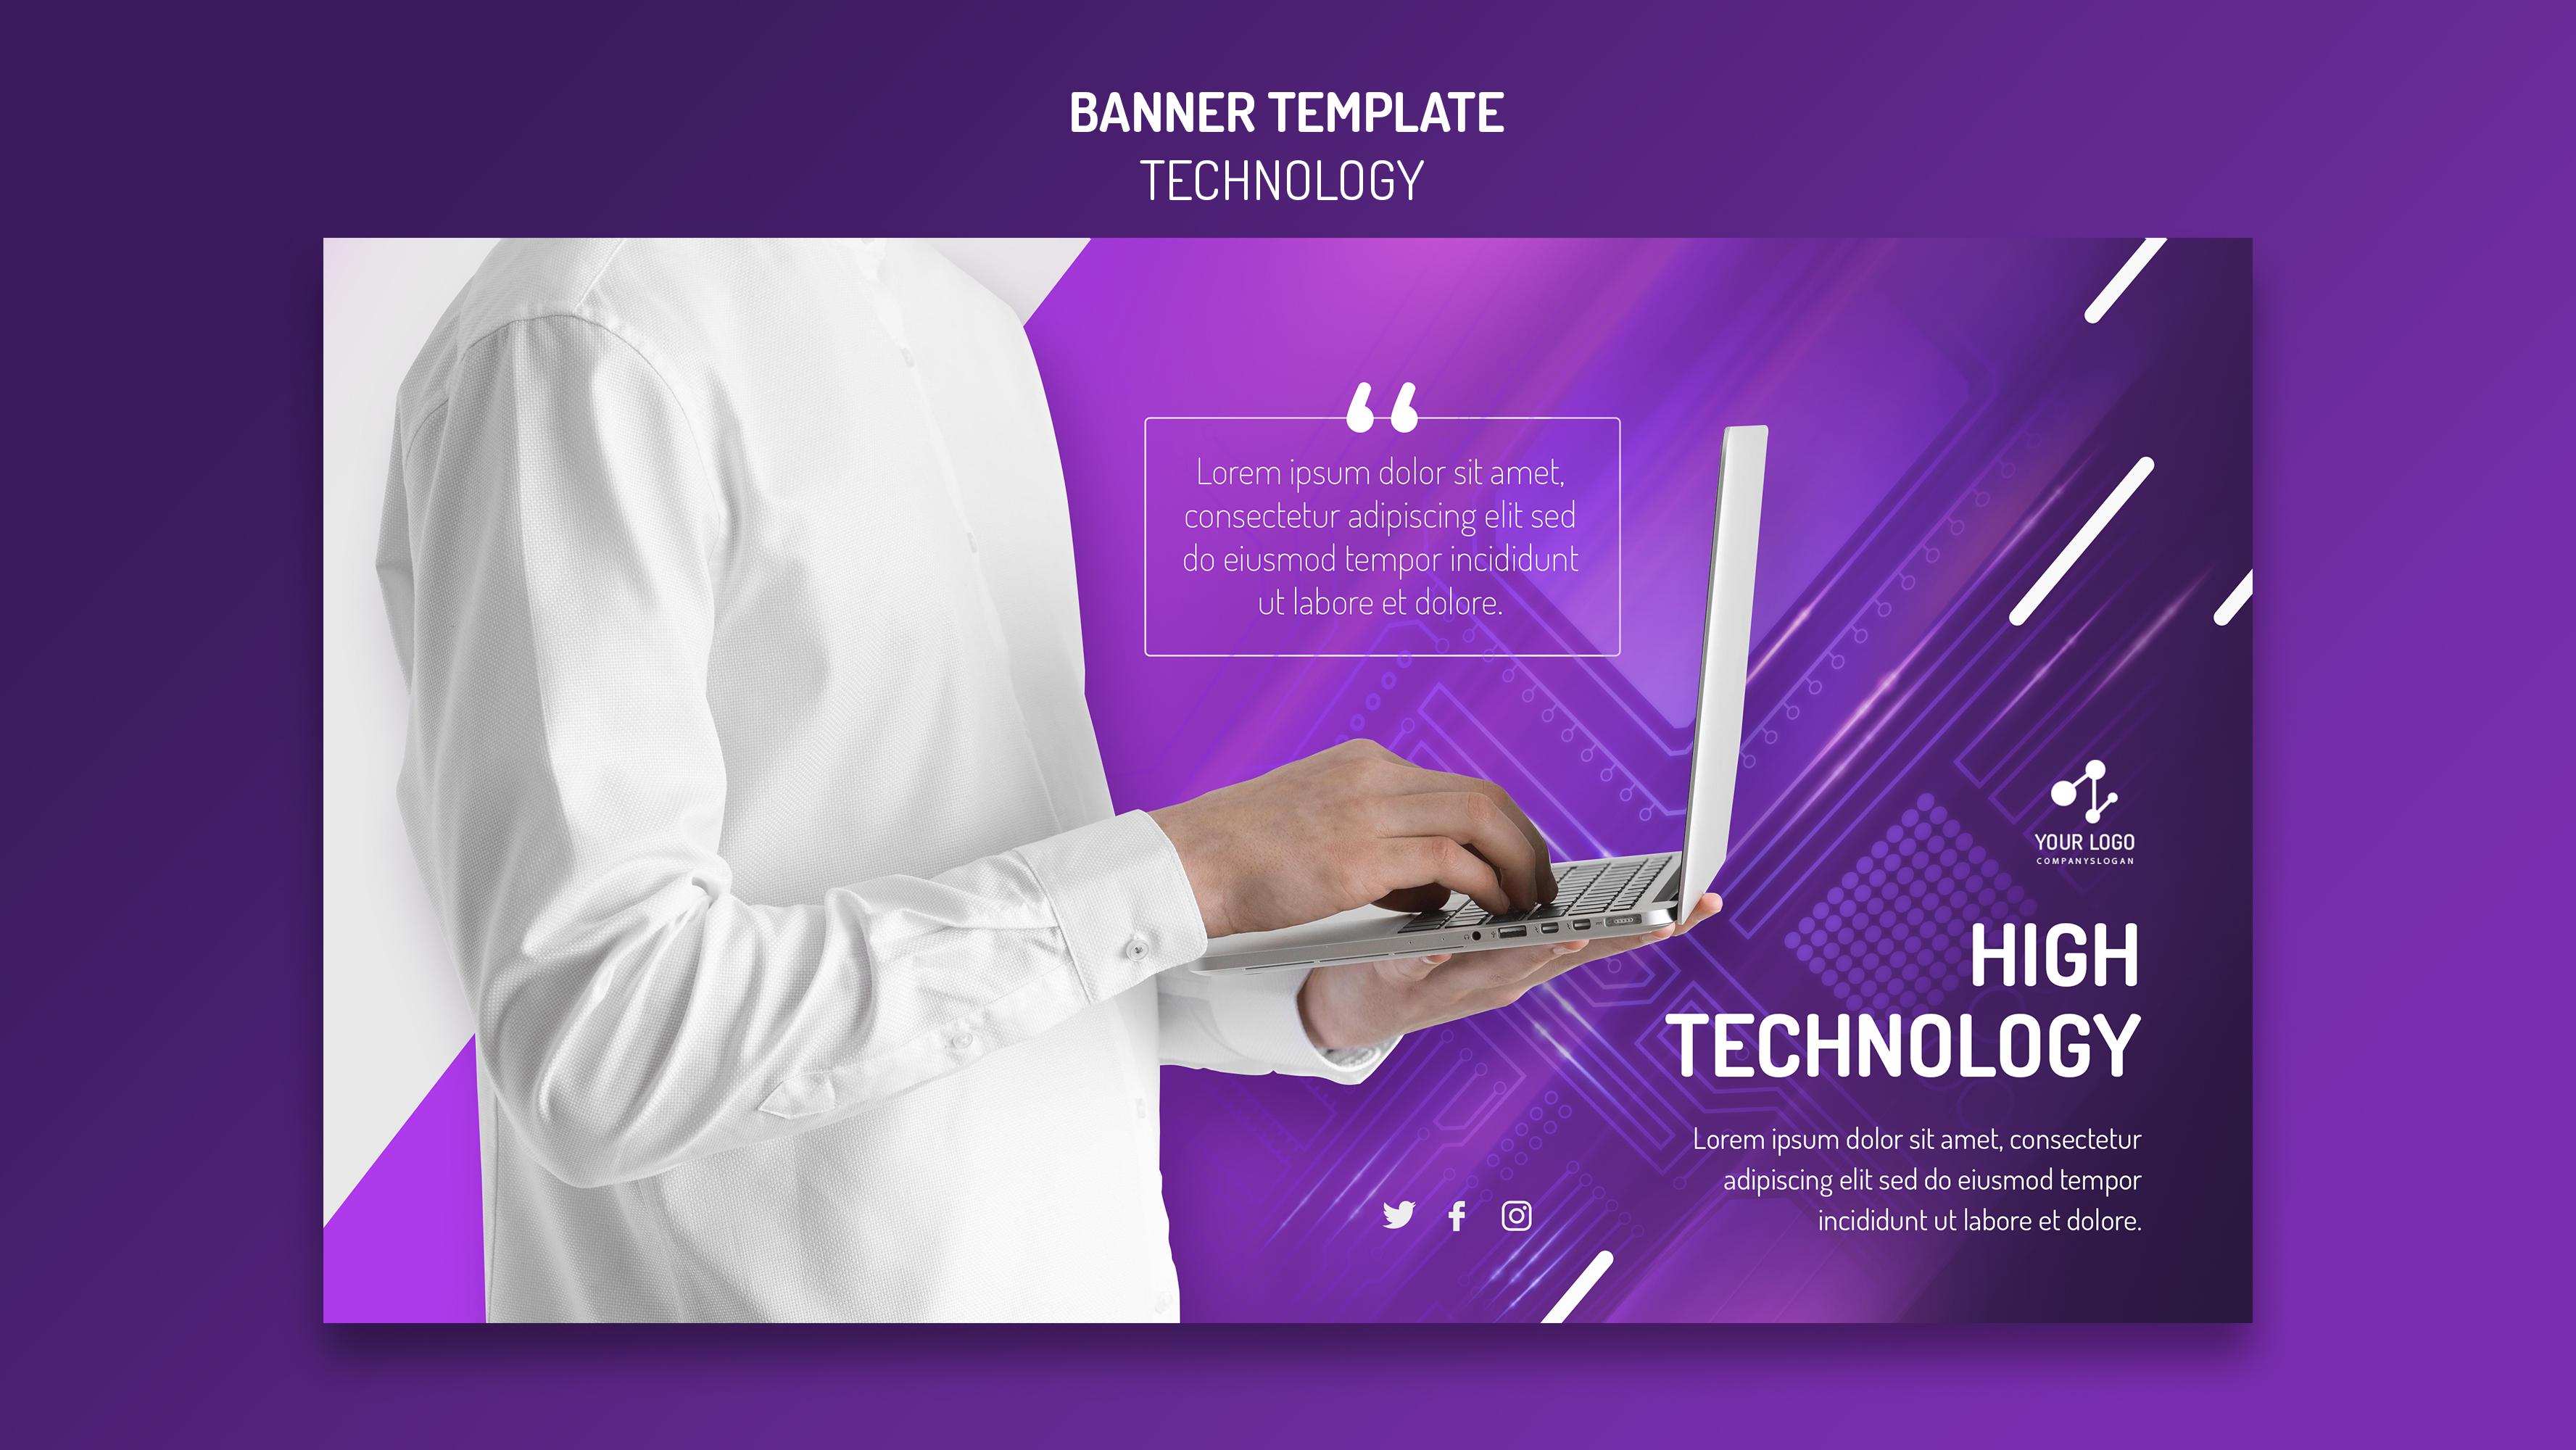 BANNER TEMPLATE
TECHNOLOGY
Lorem ipsum dolor sit amet,
consectetur adipiscing elit sed
do eiusmod tempor incididunt
ut labore et dolore.
YOUR LOGO
COMPANYSLOGAN
HIGH
TECHNOLOGY
Lorem ipsum dolor sit amet, consectetur
adipiscing elit sed do eiusmod tempor
incididunt ut labore et dolore.